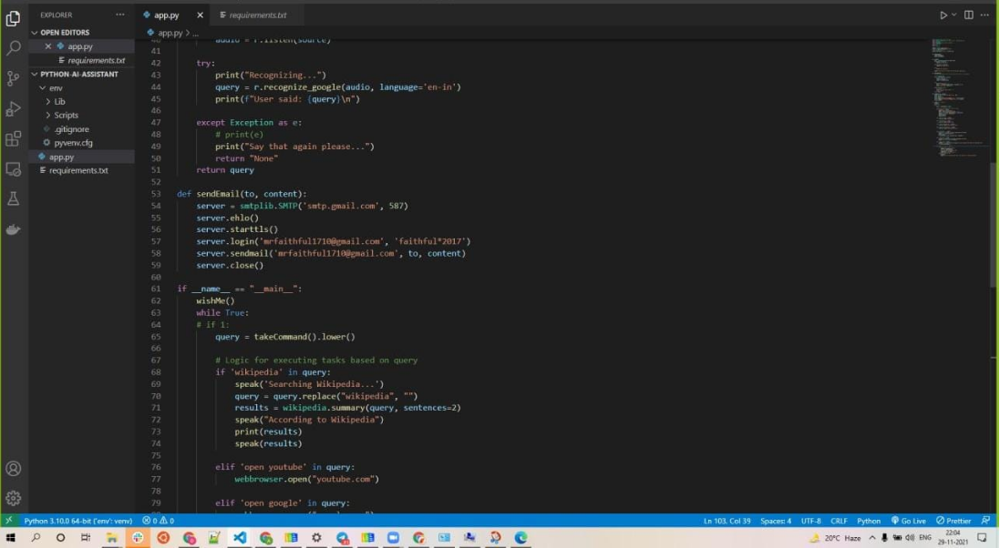 EXPLORER
OPEN EDITORS
app.py
requirements.txt
PYTHON-AI-ASSISTANT
env
Lib
Scripts
.gitignore
pyvenv.cfg
app.py
requirements.txt
app.py
requirements.txt
app.py > ...
40 audio = r.listen(source)
41
42 try:
43 print("Recognizing...")
44 query = r.recognize_google(audio, language='en-in')
45 print(f"User said: {query}\n")
46
47 except Exception as e:
48 # print(e)
49 print("Say that again please...")
50 return "None"
51 return query
52
53 def sendEmail(to, content):
54 server = smtplib.SMTP('smtp.gmail.com', 587)
55 server.ehlo()
56 server.starttls()
57 server.login('mrfaithful1710@gmail.com', 'faithful*2017')
58 server.sendmail('mrfaithful1710@gmail.com', to, content)
59 server.close()
60
61 if __name__ == "__main__":
62 wishMe()
63 while True:
64 # if 1:
65 query = takeCommand().lower()
66
67 # Logic for executing tasks based on query
68 if 'wikipedia' in query:
69 speak('Searching Wikipedia...')
70 query = query.replace("wikipedia", "")
71 results = wikipedia.summary(query, sentences=2)
72 speak("According to Wikipedia")
73 print(results)
74 speak(results)
75
76 elif 'open youtube' in query:
77 webbrowser.open("youtube.com")
78
79 elif 'open google' in query:
Python 3.10.0 64-bit ('env': venv) 0 0
Ln 103, Col 39 Spaces: 4 UTF-8 CRLF Python Go Live Prettier
20°C Haze ENG 22:04
29-11-2021